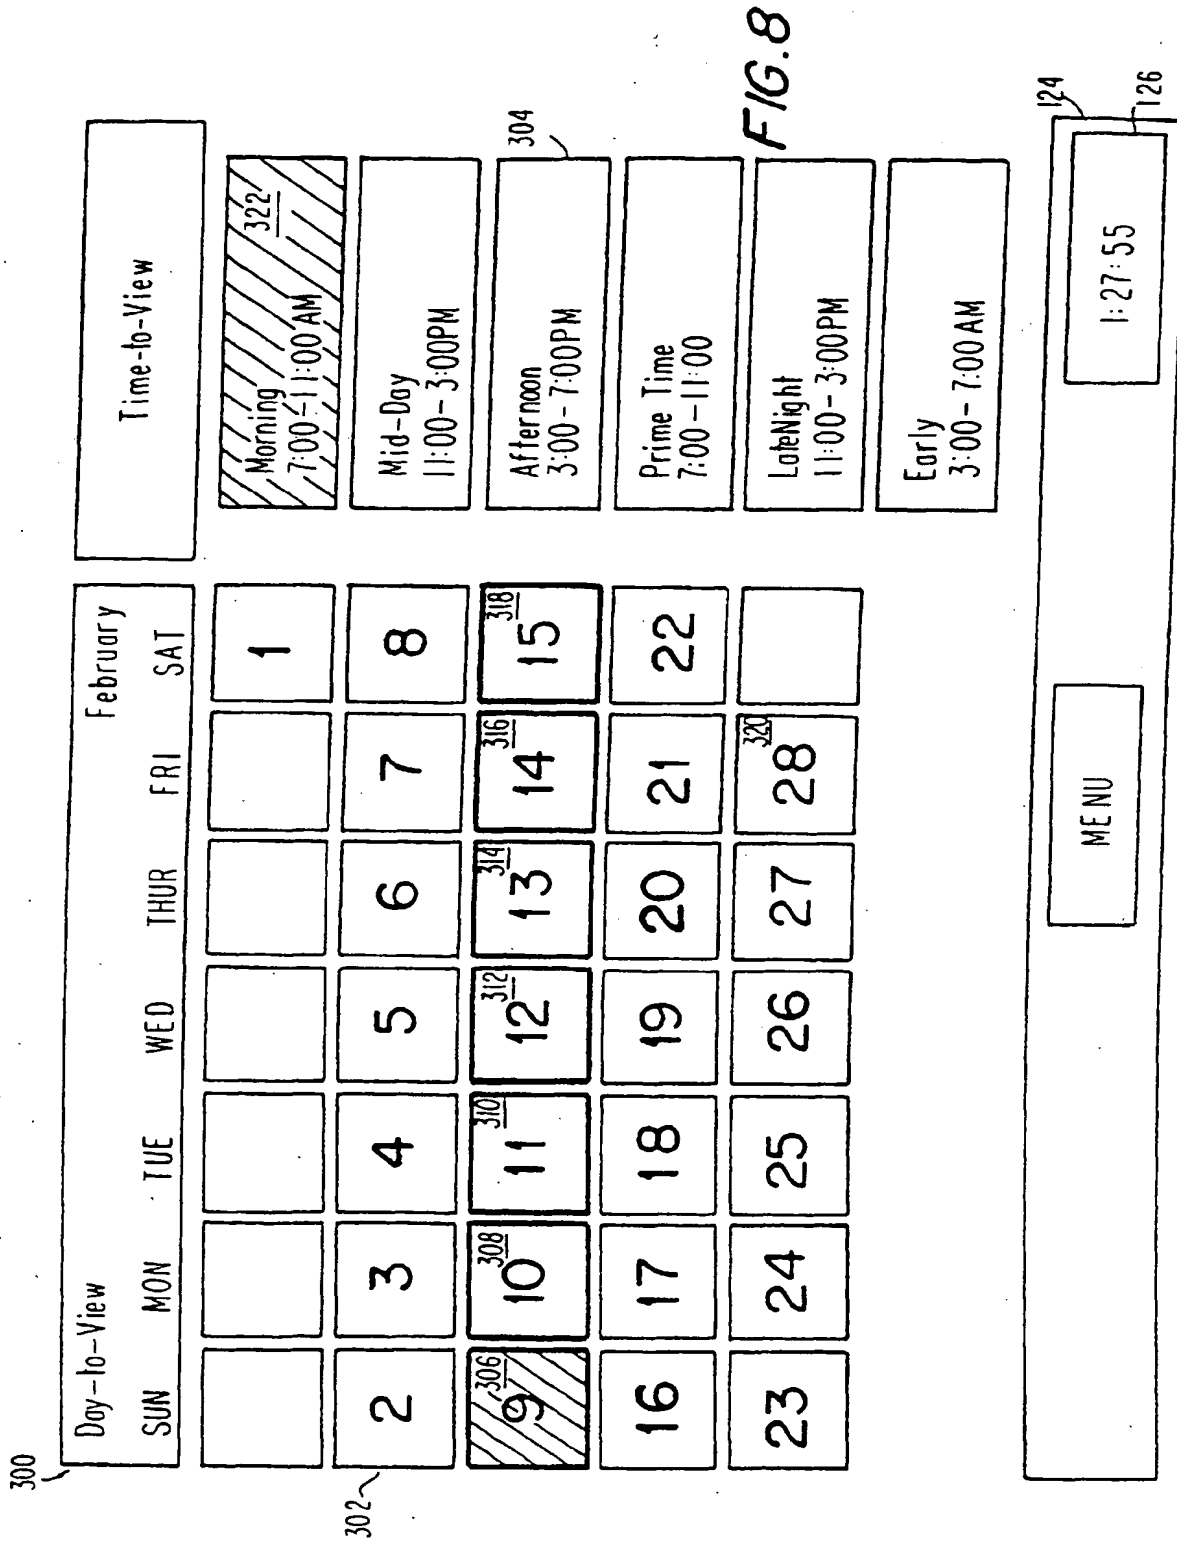 300
Day-to-View February
SUN MON TUE WED THUR FRI SAT
Time-to-View
1
302
2 3 4 5 6 7 8
9 306 10 308 11 310 12 312 13 314 14 316 15 318
16 17 18 19 20 21 22
23 24 25 26 27 28 320
Morning 322
7:00-11:00 AM
Mid-Day
11:00-3:00PM
304
Afternoon
3:00-7:00PM
Prime Time
7:00-11:00
LateNight
11:00-3:00PM
Early
3:00-7:00 AM
FIG.8
124
MENU
1:27:55
126